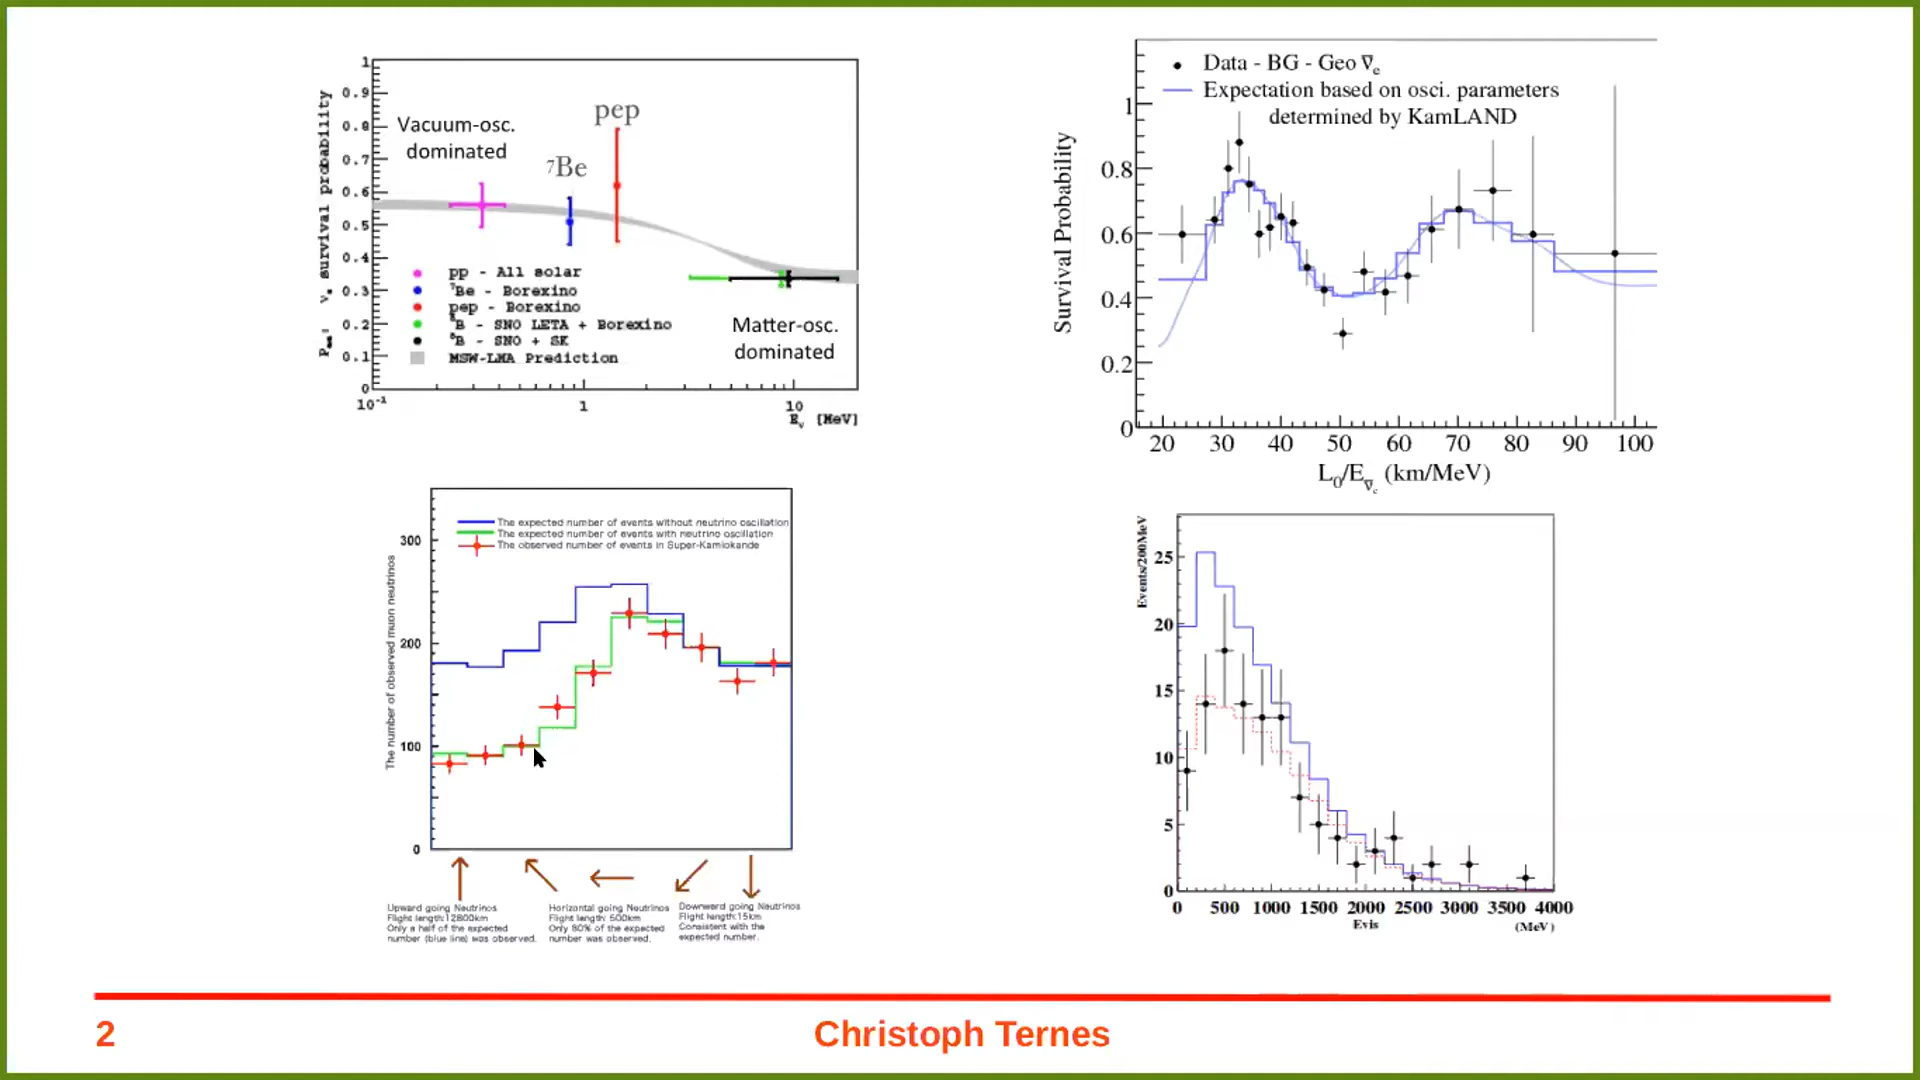 1
0.9
0.8
0.7
0.6
0.5
0.4
0.3
0.2
0.1
0
survival probability
Vacuum-osc.
dominated
pep
⁷Be
pp - All solar
⁷Be - Borexino
pep - Borexino
⁸B - SNO LETA + Borexino
⁸B - SNO + SK
MSW-LMA Prediction
Matter-osc.
dominated
10⁻¹ 1 10
Eᵥ [MeV]
Data - BG - Geo ν̅e
Expectation based on osci. parameters
determined by KamLAND
Survival Probability
1
0.8
0.6
0.4
0.2
0
20 30 40 50 60 70 80 90 100
L0/Eν̅e (km/MeV)
The expected number of events without neutrino oscillation
The expected number of events with neutrino oscillation
The observed number of events in Super-Kamiokande
The number of observed muon neutrinos
300
200
100
0
Upward going Neutrinos
Flight length:12800km
Only a half of the expected
number (blue line) was observed.
Horizontal going Neutrinos
Flight length: 500km
Only 80% of the expected
number was observed.
Downward going Neutrinos
Flight length:15km
Consistent with the
expected number.
Events/200MeV
25
20
15
10
5
0
0 500 1000 1500 2000 2500 3000 3500 4000
Evis (MeV)
2
Christoph Ternes